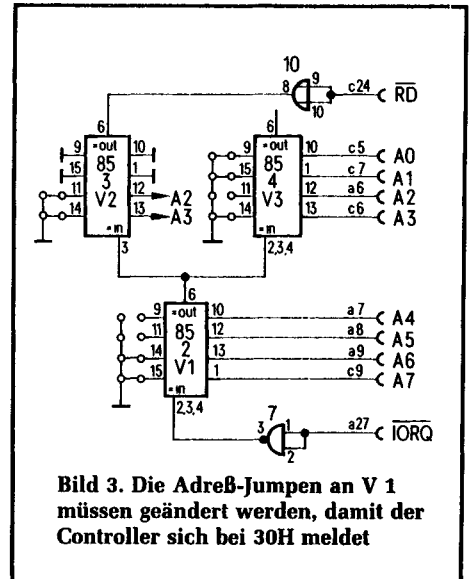 10
8 9 10 c24 RD
6 6
9 =out 10 9 =out 10 c5 A0
15 85 1 15 85 1 c7 A1
11 3 12 A2 11 4 12 a6 A2
14 V2 13 A3 14 V3 13 c6 A3
=in =in
3 2,3,4
6
9 =out 10 a7 A4
11 85 12 a8 A5
14 2 13 a9 A6
15 V1 1 c9 A7
=in
2,3,4 7
3 1 2 a27 IORQ
Bild 3. Die Adreß-Jumpen an V 1
müssen geändert werden, damit der
Controller sich bei 30H meldet